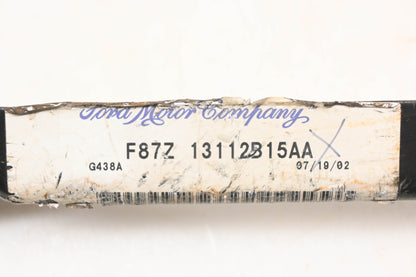 Ford Motor Company
F87Z 13112B15AA
G438A 07/19/02